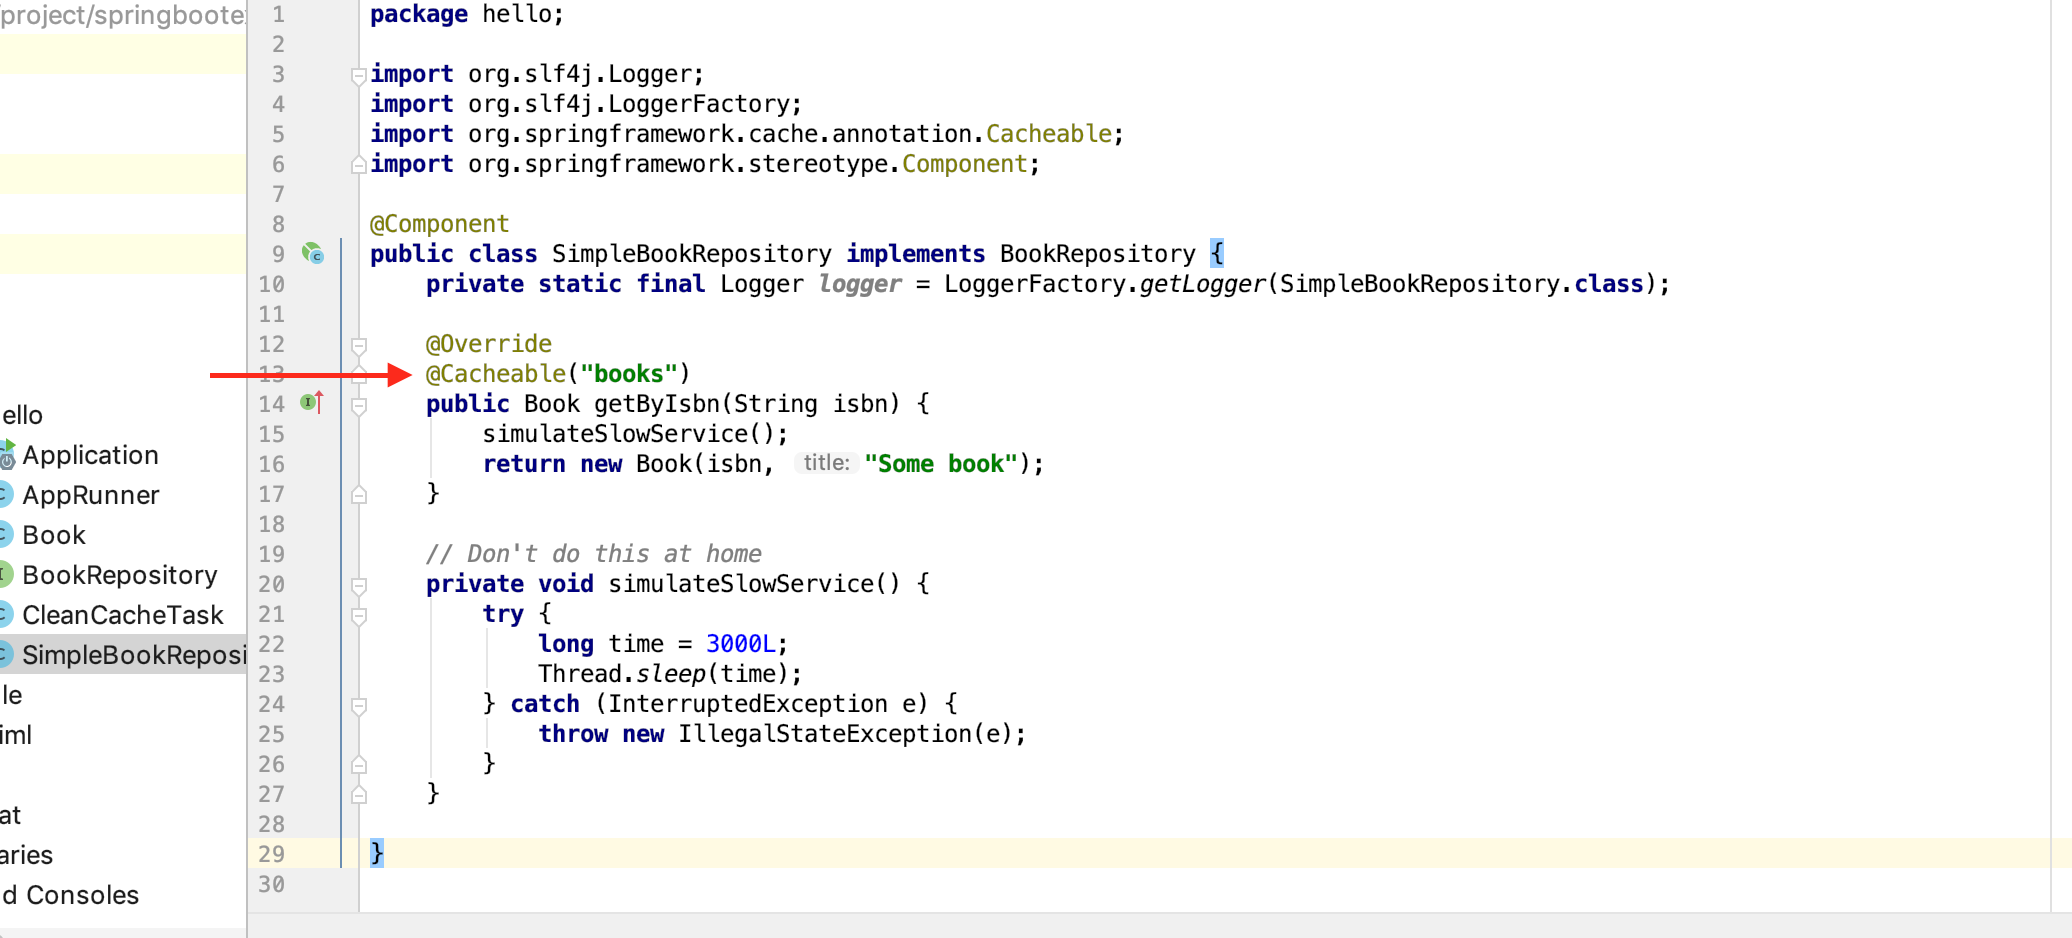 /project/springbootex
ello
Application
AppRunner
Book
BookRepository
CleanCacheTask
SimpleBookReposi
le
iml
at
aries
d Consoles
1 package hello;
2
3 import org.slf4j.Logger;
4 import org.slf4j.LoggerFactory;
5 import org.springframework.cache.annotation.Cacheable;
6 import org.springframework.stereotype.Component;
7
8 @Component
9 public class SimpleBookRepository implements BookRepository {
10 private static final Logger logger = LoggerFactory.getLogger(SimpleBookRepository.class);
11
12 @Override
13 @Cacheable("books")
14 public Book getByIsbn(String isbn) {
15 simulateSlowService();
16 return new Book(isbn, title: "Some book");
17 }
18
19 // Don't do this at home
20 private void simulateSlowService() {
21 try {
22 long time = 3000L;
23 Thread.sleep(time);
24 } catch (InterruptedException e) {
25 throw new IllegalStateException(e);
26 }
27 }
28
29 }
30